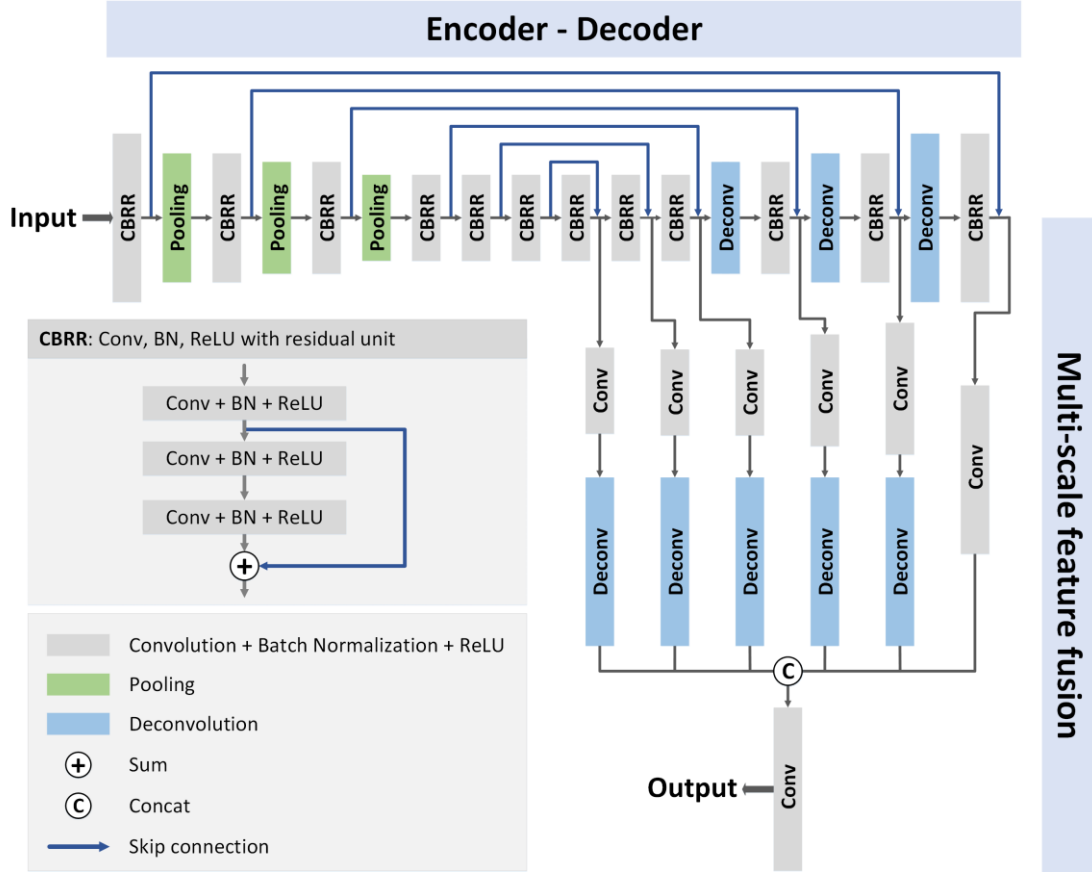 Encoder - Decoder
Input
CBRR
Pooling
CBRR
Pooling
CBRR
Pooling
CBRR
CBRR
CBRR
CBRR
CBRR
CBRR
Deconv
CBRR
Deconv
CBRR
Deconv
CBRR
CBRR: Conv, BN, ReLU with residual unit
Conv + BN + ReLU
Conv + BN + ReLU
Conv + BN + ReLU
+
Conv
Conv
Conv
Conv
Conv
Conv
Deconv
Deconv
Deconv
Deconv
Deconv
C
Conv
Output
Multi-scale feature fusion
Convolution + Batch Normalization + ReLU
Pooling
Deconvolution
+ Sum
C Concat
Skip connection